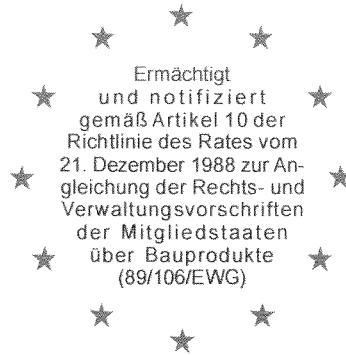 Ermächtigt
und notifiziert
gemäß Artikel 10 der
Richtlinie des Rates vom
21. Dezember 1988 zur An-
gleichung der Rechts- und
Verwaltungsvorschriften
der Mitgliedstaaten
über Bauprodukte
(89/106/EWG)